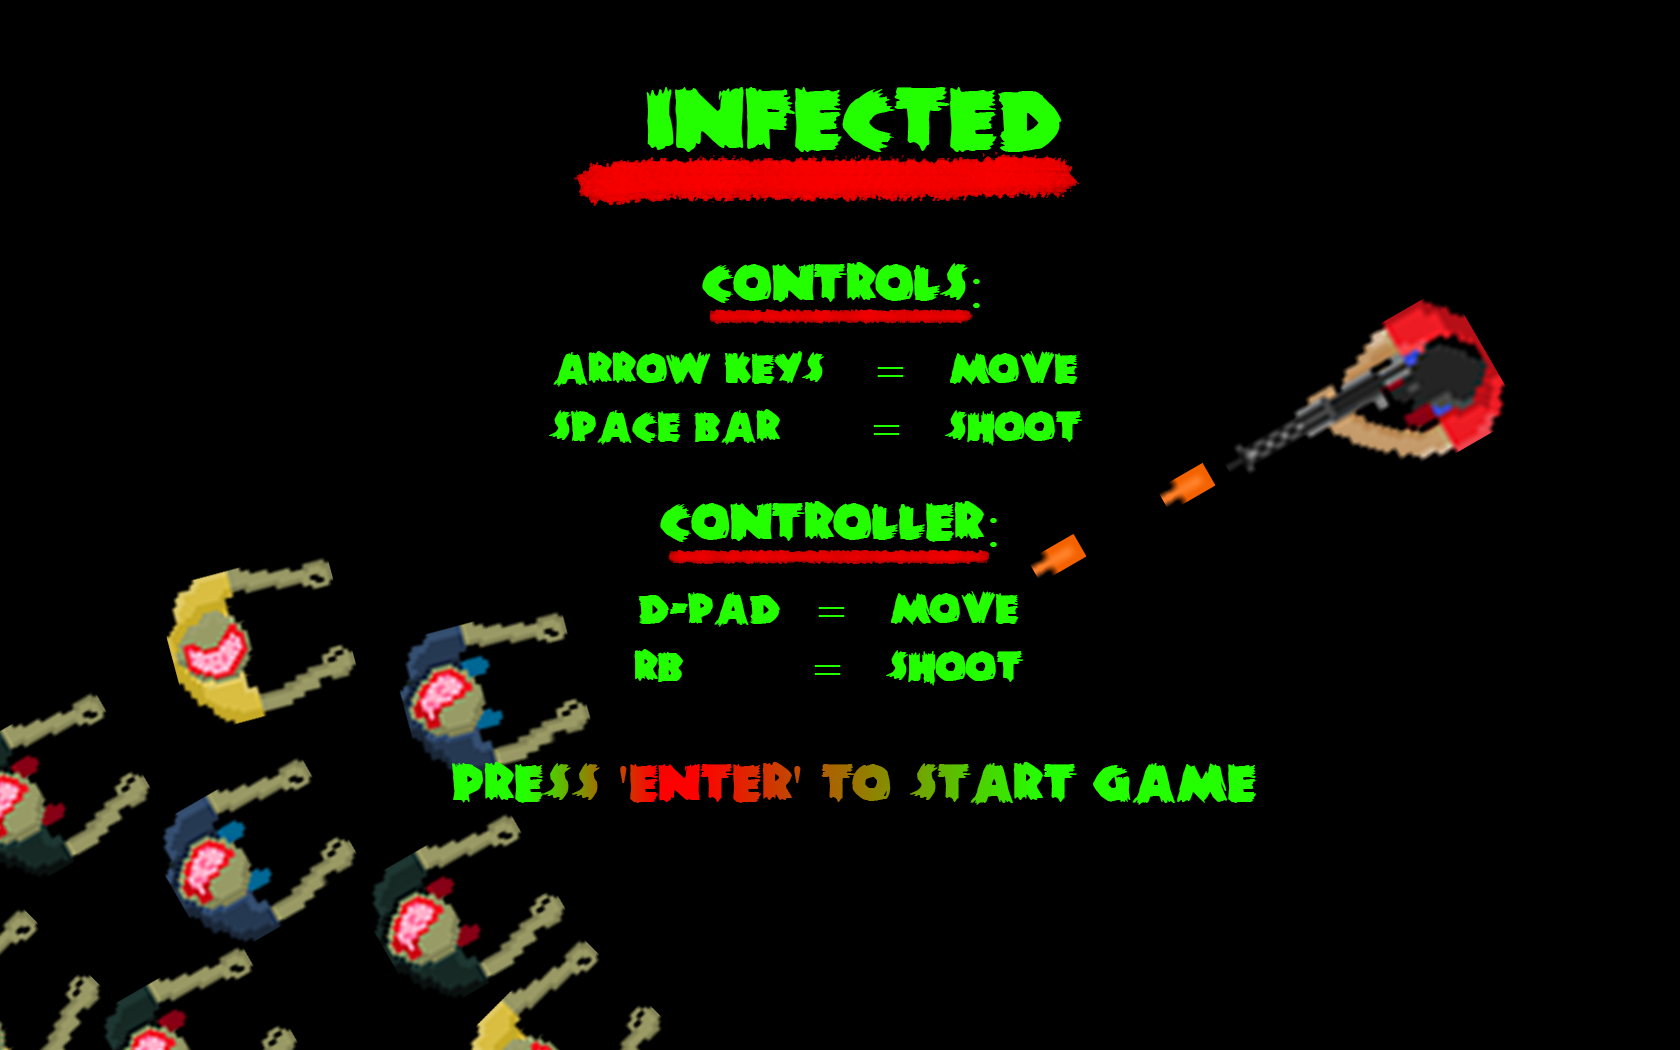 INFECTED
CONTROLS:
ARROW KEYS = MOVE
SPACE BAR = SHOOT
CONTROLLER:
D-PAD = MOVE
RB = SHOOT
PRESS 'ENTER' TO START GAME